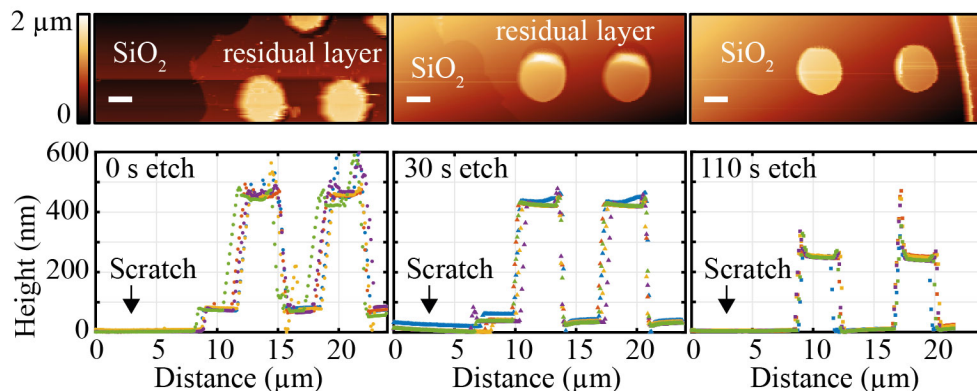 2 µm
0
SiO2
residual layer
SiO2
residual layer
SiO2
Height (nm)
600
400
200
0
0 s etch
Scratch
0 5 10 15 20
Distance (µm)
30 s etch
Scratch
0 5 10 15 20
Distance (µm)
110 s etch
Scratch
0 5 10 15 20
Distance (µm)